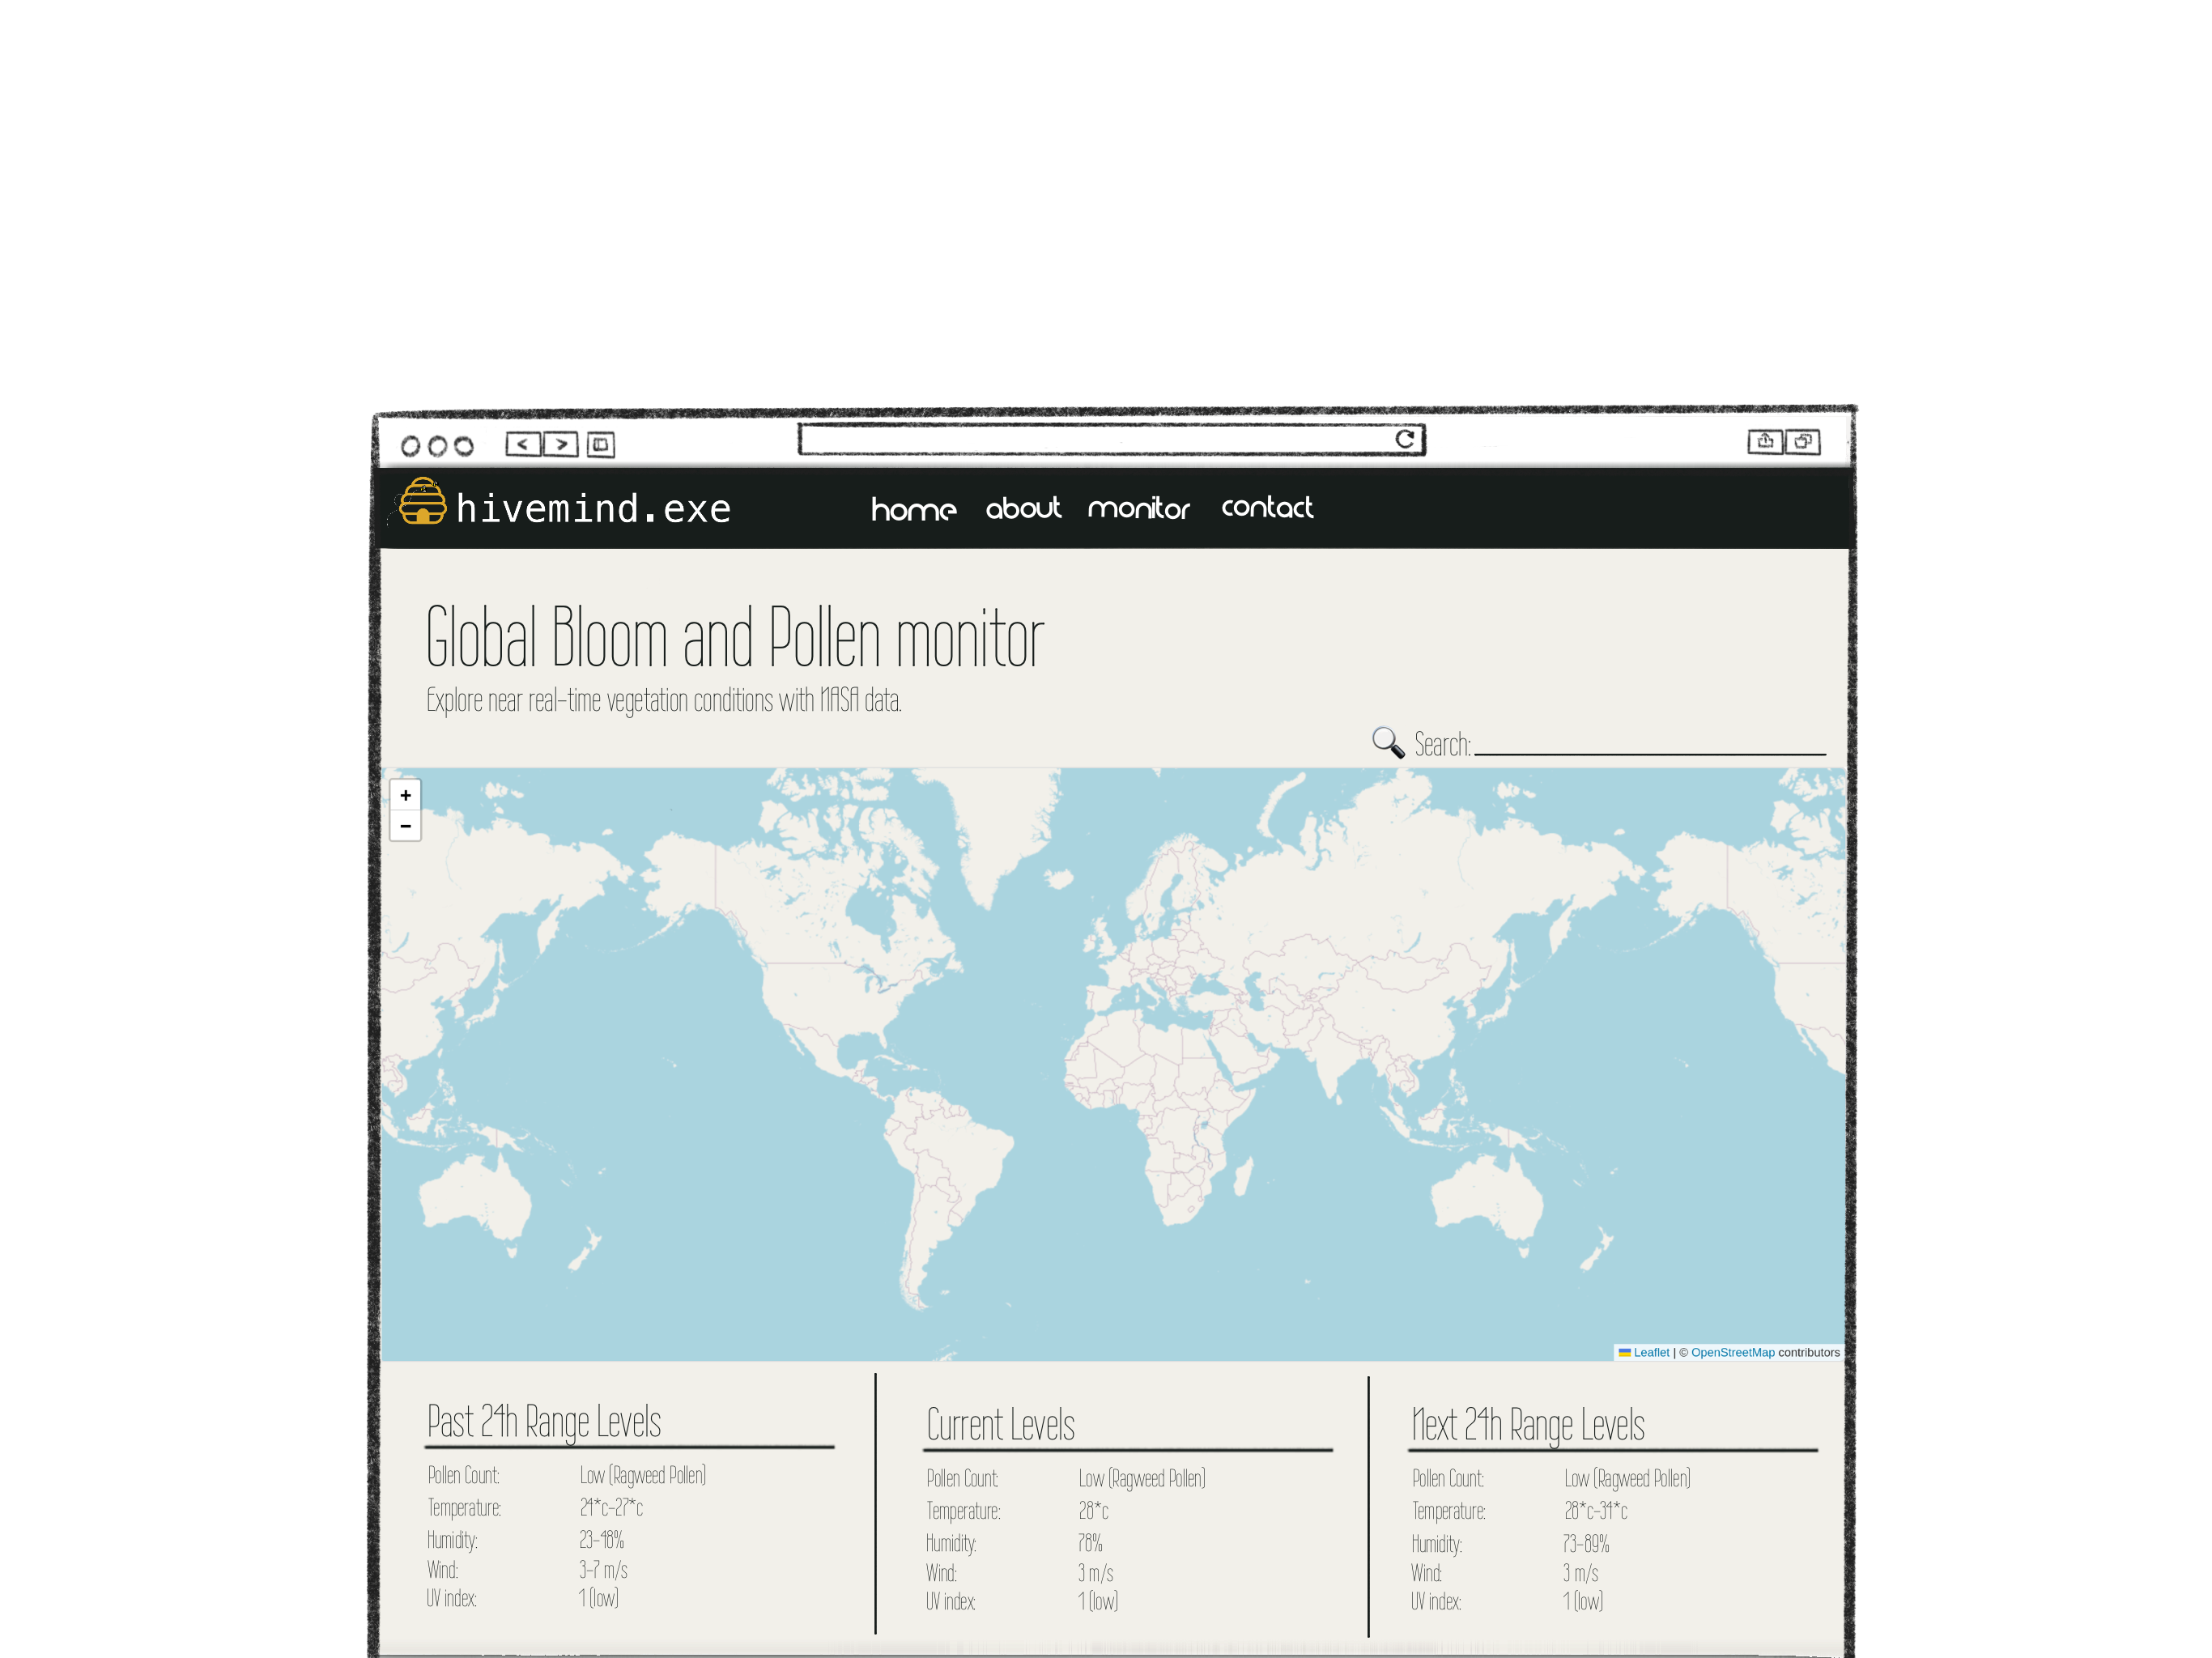 hivemind.exe home about monitor contact
Global Bloom and Pollen monitor
Explore near real-time vegetation conditions with NASA data.
Search:
+
-
Leaflet | © OpenStreetMap contributors
Past 24h Range Levels
Pollen Count: Low (Ragweed Pollen)
Temperature: 24*c-27*c
Humidity: 23-48%
Wind: 3-7 m/s
UV index: 1 (low)
Current Levels
Pollen Count: Low (Ragweed Pollen)
Temperature: 28*c
Humidity: 78%
Wind: 3 m/s
UV index: 1 (low)
Next 24h Range Levels
Pollen Count: Low (Ragweed Pollen)
Temperature: 28*c-34*c
Humidity: 73-89%
Wind: 3 m/s
UV index: 1 (low)